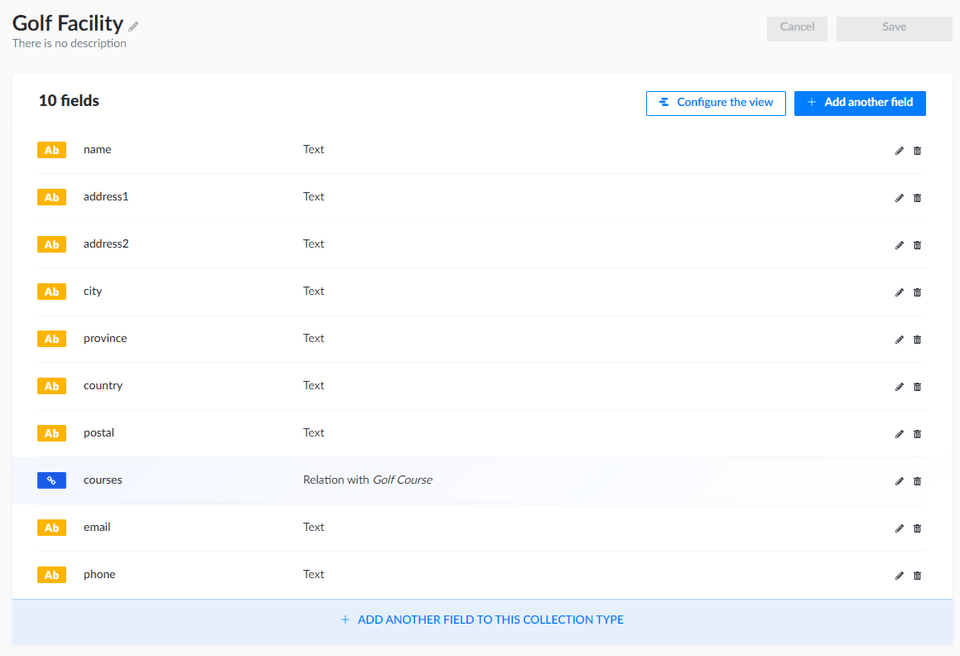 Golf Facility
There is no description
Cancel
Save
10 fields
Configure the view
+ Add another field
Ab name Text
Ab address1 Text
Ab address2 Text
Ab city Text
Ab province Text
Ab country Text
Ab postal Text
courses Relation with Golf Course
Ab email Text
Ab phone Text
+ ADD ANOTHER FIELD TO THIS COLLECTION TYPE